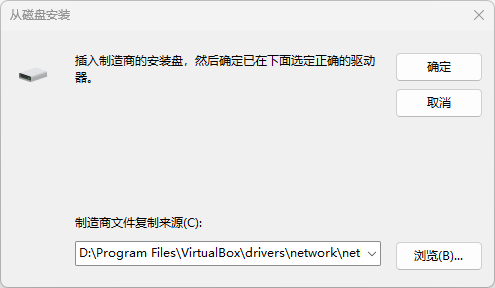 从磁盘安装
插入制造商的安装盘，然后确定已在下面选定正确的驱动
器。
确定
取消
制造商文件复制来源(C):
D:\Program Files\VirtualBox\drivers\network\net
浏览(B)...